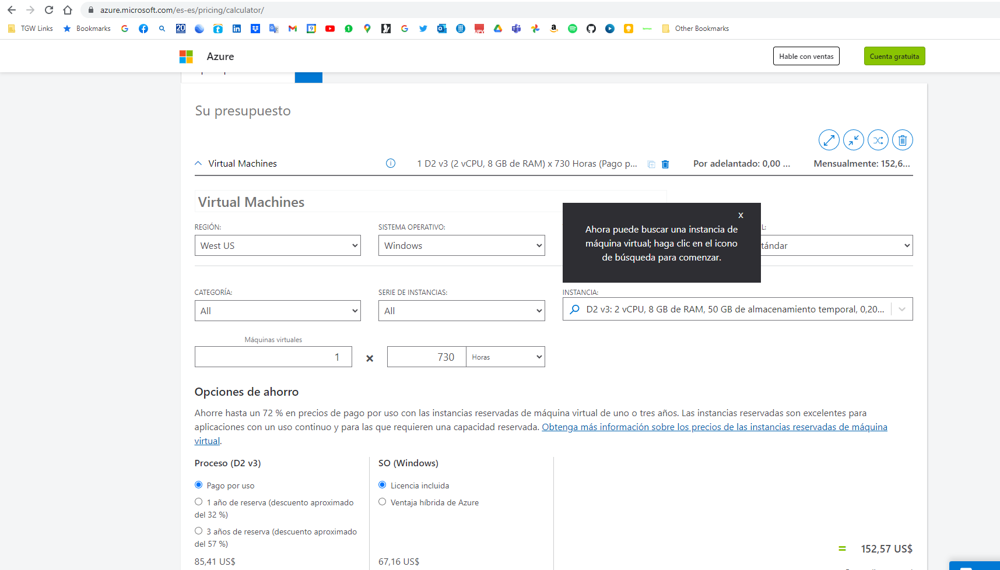 azure.microsoft.com/es-es/pricing/calculator/
TGW Links
Bookmarks
Other Bookmarks
Azure
Hable con ventas
Cuenta gratuita
Su presupuesto
Virtual Machines
1 D2 v3 (2 vCPU, 8 GB de RAM) x 730 Horas (Pago p...
Por adelantado: 0,00 ...
Mensualmente: 152,6...
Virtual Machines
x
Ahora puede buscar una instancia de
máquina virtual; haga clic en el icono
de búsqueda para comenzar.
REGIÓN:
SISTEMA OPERATIVO:
L:
West US
Windows
tándar
CATEGORÍA:
SERIE DE INSTANCIAS:
INSTANCIA:
All
All
D2 v3: 2 vCPU, 8 GB de RAM, 50 GB de almacenamiento temporal, 0,20...
Máquinas virtuales
1
×
730
Horas
Opciones de ahorro
Ahorre hasta un 72 % en precios de pago por uso con las instancias reservadas de máquina virtual de uno o tres años. Las instancias reservadas son excelentes para
aplicaciones con un uso continuo y para las que requieren una capacidad reservada. Obtenga más información sobre los precios de las instancias reservadas de máquina
virtual.
Proceso (D2 v3)
Pago por uso
1 año de reserva (descuento aproximado
del 32 %)
3 años de reserva (descuento aproximado
del 57 %)
85,41 US$
SO (Windows)
Licencia incluida
Ventaja híbrida de Azure
67,16 US$
= 152,57 US$